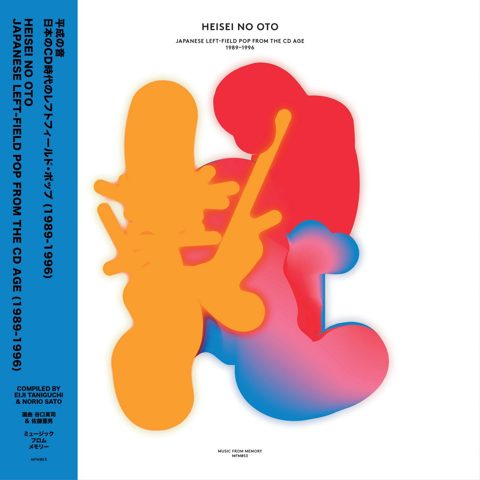 平成の音
日本のCD時代のレフトフィールド・ポップ (1989-1996)
HEISEI NO OTO
JAPANESE LEFT-FIELD POP FROM THE CD AGE (1989-1996)
COMPILED BY
EIJI TANIGUCHI
& NORIO SATO
選曲 谷口英司
& 佐藤憲男
ミュージック
フロム
メモリー
MFM053
HEISEI NO OTO
JAPANESE LEFT-FIELD POP FROM THE CD AGE
1989–1996
MUSIC FROM MEMORY
MFM053